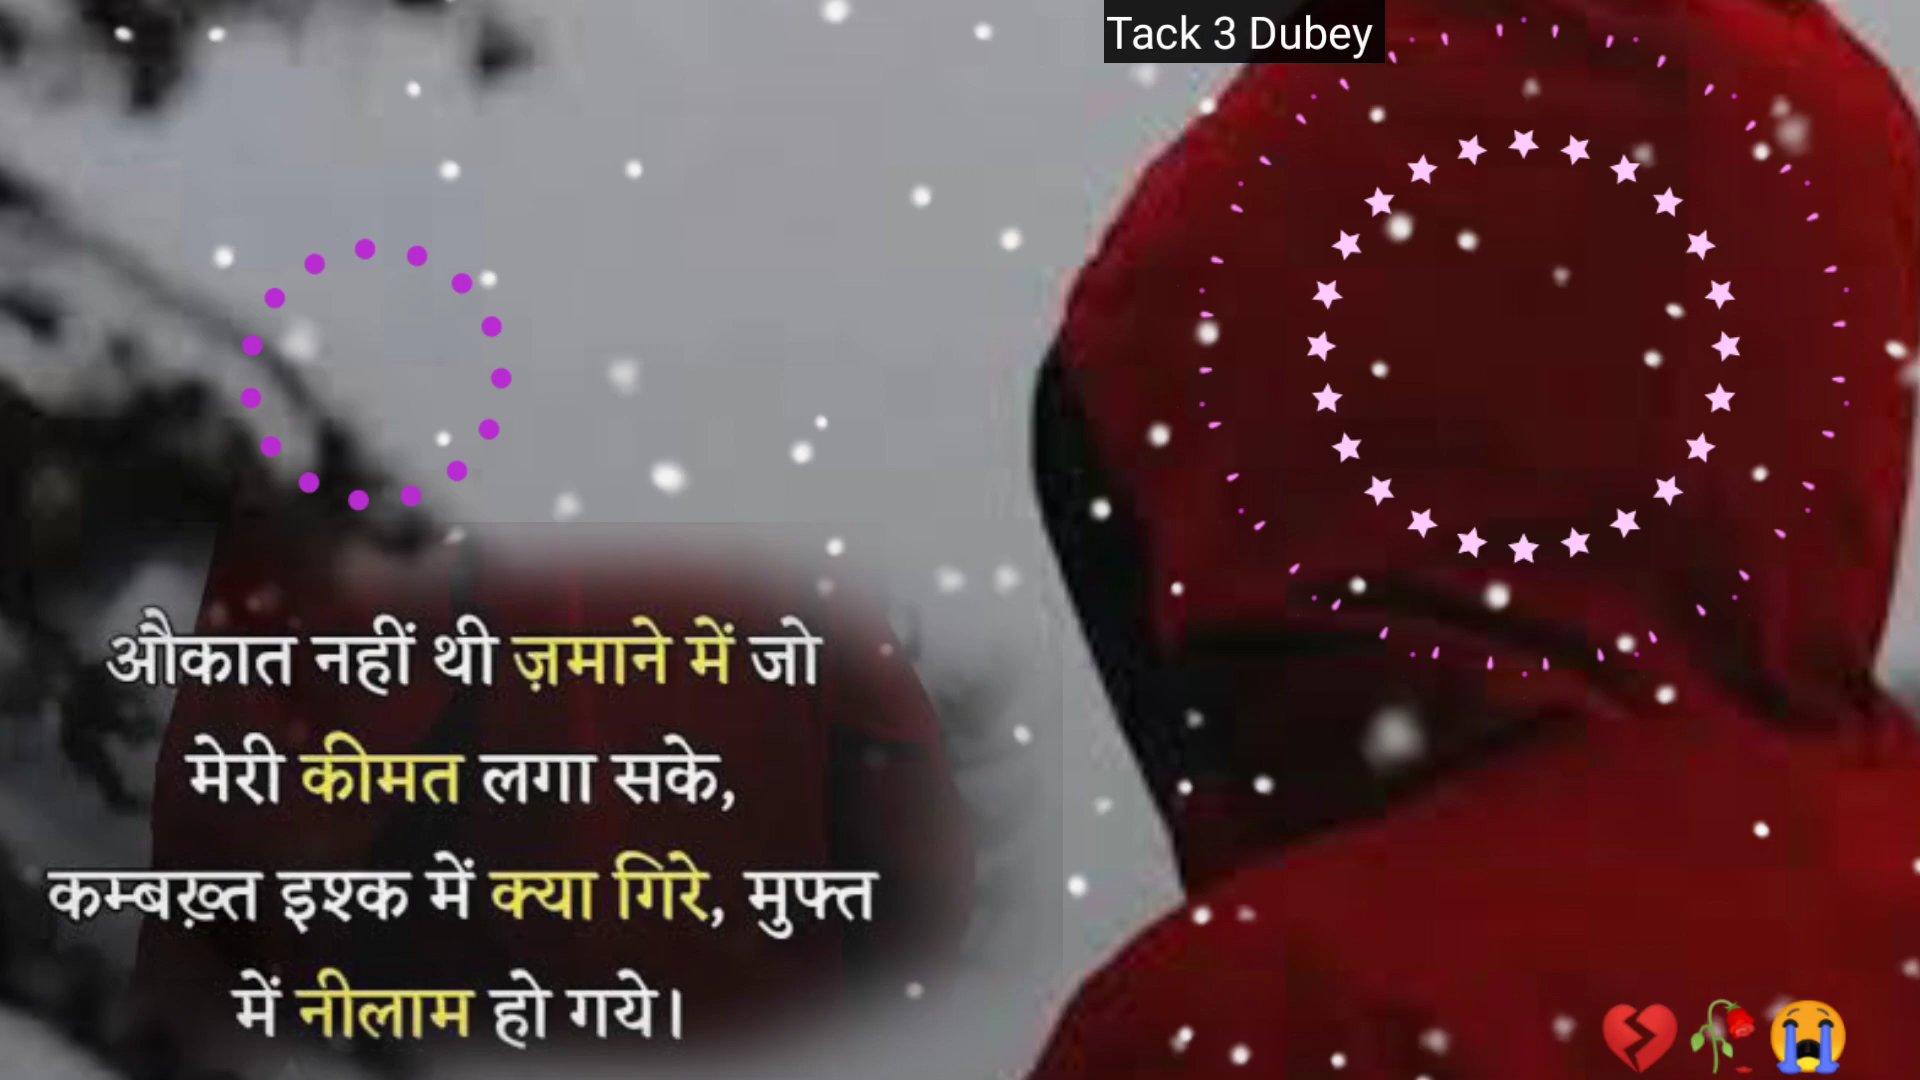 Tack 3 Dubey
औकात नहीं थी ज़माने में जो
मेरी कीमत लगा सके,
कम्बख़्त इश्क में क्या गिरे, मुफ्त
में नीलाम हो गये।